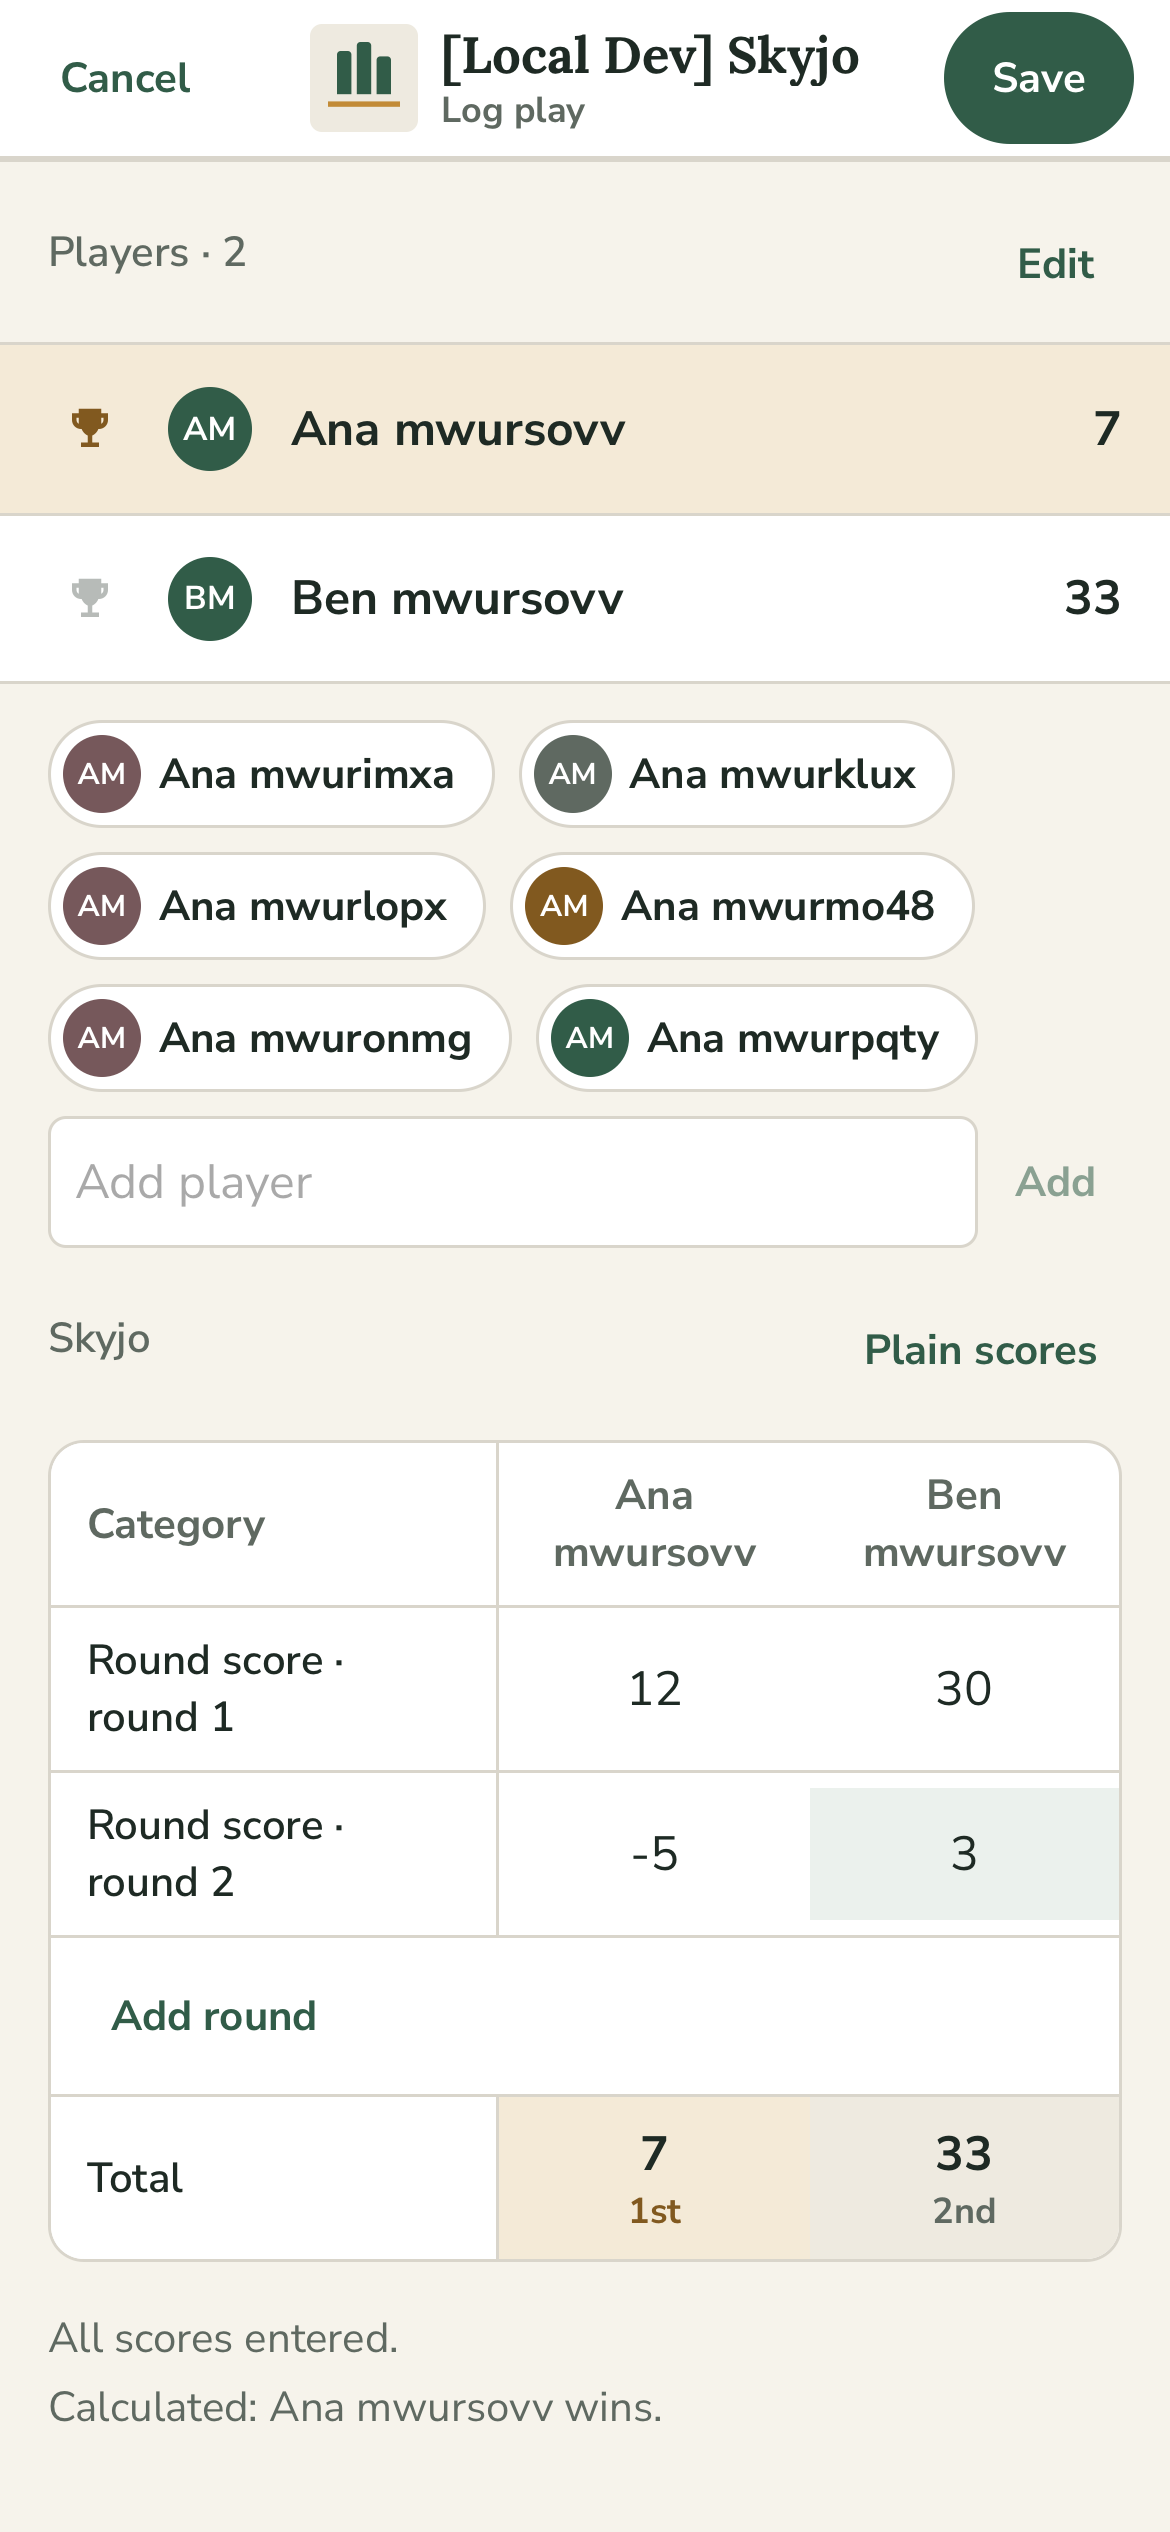 Cancel
[Local Dev] Skyjo
Log play
Save
Players · 2
Edit
AM
Ana mwursovv
7
BM
Ben mwursovv
33
AM
Ana mwurimxa
AM
Ana mwurklux
AM
Ana mwurlopx
AM
Ana mwurmo48
AM
Ana mwuronmg
AM
Ana mwurpqty
Add player
Add
Skyjo
Plain scores
Category
Ana
mwursovv
Ben
mwursovv
Round score ·
round 1
12
30
Round score ·
round 2
-5
3
Add round
Total
7
1st
33
2nd
All scores entered.
Calculated: Ana mwursovv wins.